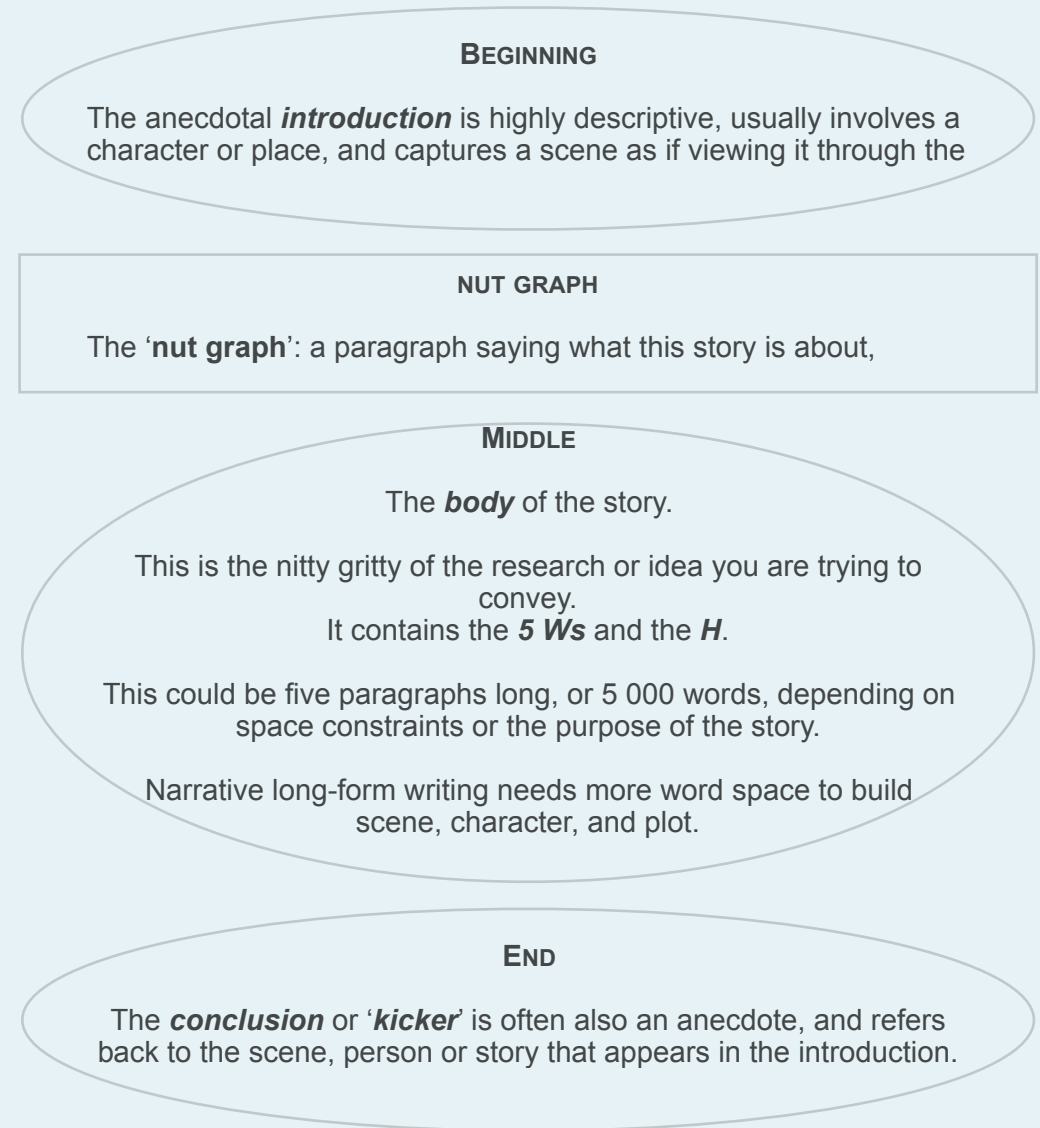 BEGINNING
The anecdotal introduction is highly descriptive, usually involves a
character or place, and captures a scene as if viewing it through the
NUT GRAPH
The ‘nut graph’: a paragraph saying what this story is about,
MIDDLE
The body of the story.
This is the nitty gritty of the research or idea you are trying to
convey.
It contains the 5 Ws and the H.
This could be five paragraphs long, or 5 000 words, depending on
space constraints or the purpose of the story.
Narrative long-form writing needs more word space to build
scene, character, and plot.
END
The conclusion or ‘kicker’ is often also an anecdote, and refers
back to the scene, person or story that appears in the introduction.